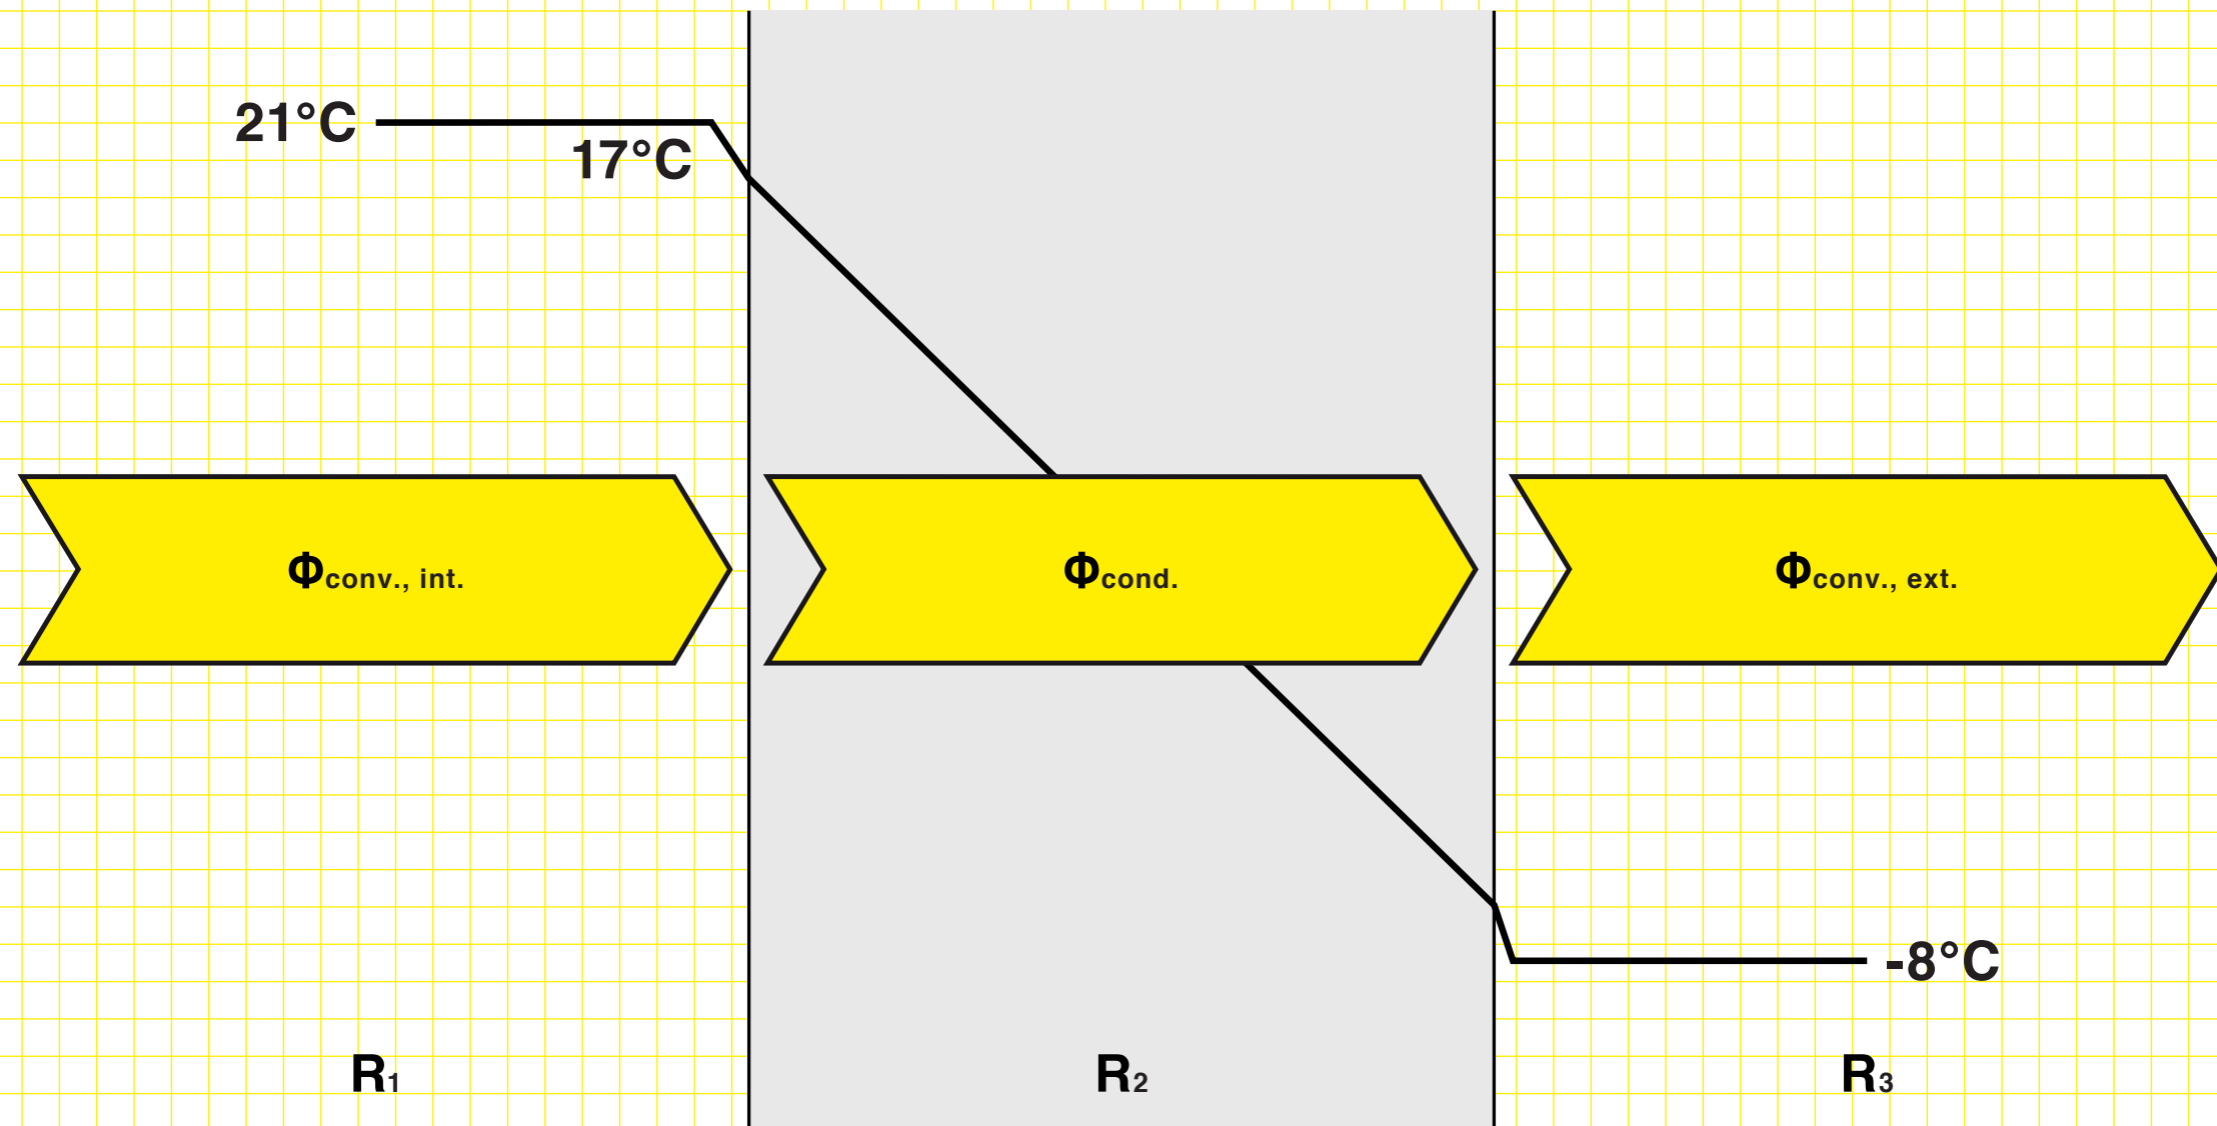 21°C
17°C
Φconv., int.
Φcond.
Φconv., ext.
-8°C
R1
R2
R3